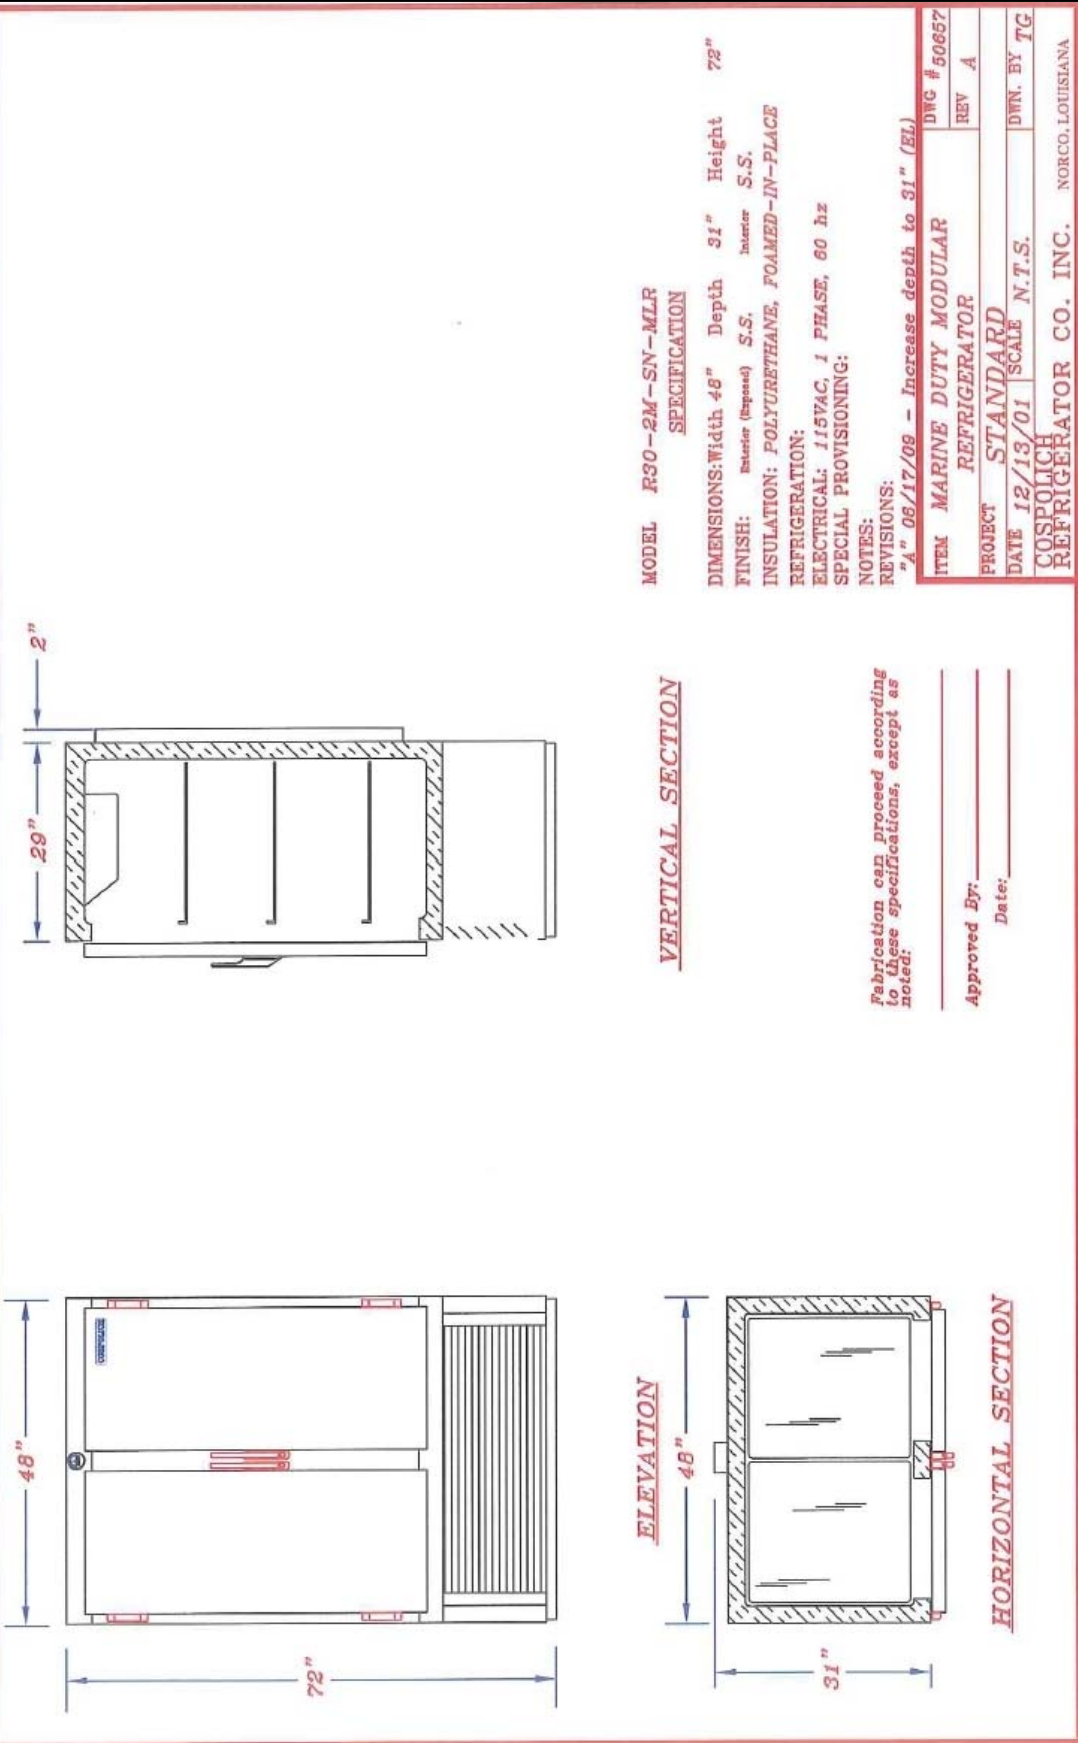 48"
72"
ELEVATION
48"
31"
HORIZONTAL SECTION
29"
2"
VERTICAL SECTION
Fabrication can proceed according
to these specifications, except as
noted:
Approved By:
Date:
MODEL R30-2M-SN-MLR
SPECIFICATION
DIMENSIONS: Width 48" Depth 31" Height 72"
FINISH: Exterior (Exposed) S.S. Interior S.S.
INSULATION: POLYURETHANE, FOAMED-IN-PLACE
REFRIGERATION:
ELECTRICAL: 115VAC, 1 PHASE, 60 hz
SPECIAL PROVISIONING:
NOTES:
REVISIONS:
"A" 06/17/09 - Increase depth to 31" (EL)
ITEM MARINE DUTY MODULAR
REFRIGERATOR
DWG # 50657
REV A
PROJECT STANDARD
DATE 12/13/01 SCALE N.T.S. DWN. BY TG
COSPOLICH
REFRIGERATOR CO. INC. NORCO, LOUISIANA